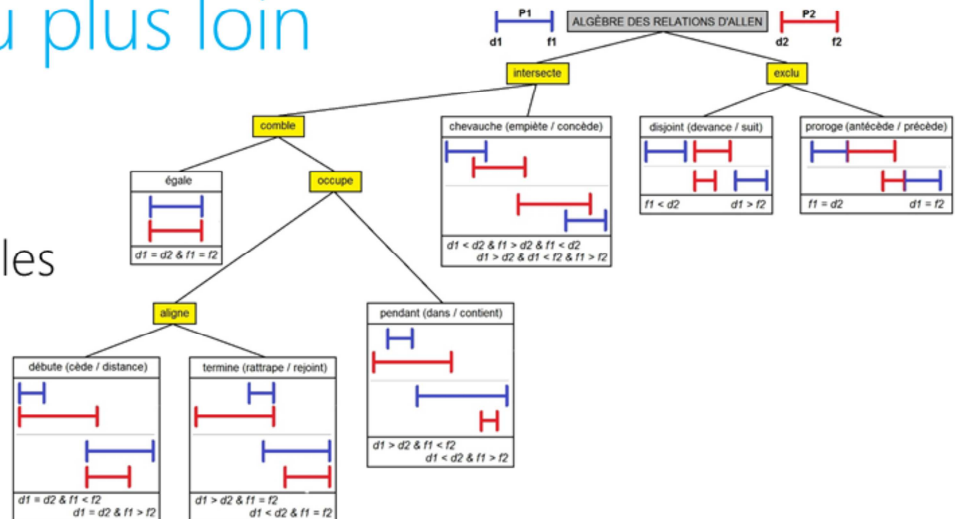 u plus loin
les
P1
d1 f1
ALGÈBRE DES RELATIONS D'ALLEN
P2
d2 f2
intersecte
exclu
comble
chevauche (empiète / concède)
d1 < d2 & f1 > d2 & f1 < d2
d1 > d2 & d1 < f2 & f1 > f2
disjoint (devance / suit)
f1 < d2 d1 > f2
proroge (antécède / précède)
f1 = d2 d1 = f2
égale
d1 = d2 & f1 = f2
occupe
aligne
pendant (dans / contient)
d1 > d2 & f1 < f2
d1 < d2 & f1 > f2
débute (cède / distance)
d1 = d2 & f1 < f2
d1 = d2 & f1 > f2
termine (rattrape / rejoint)
d1 > d2 & f1 = f2
d1 < d2 & f1 = f2